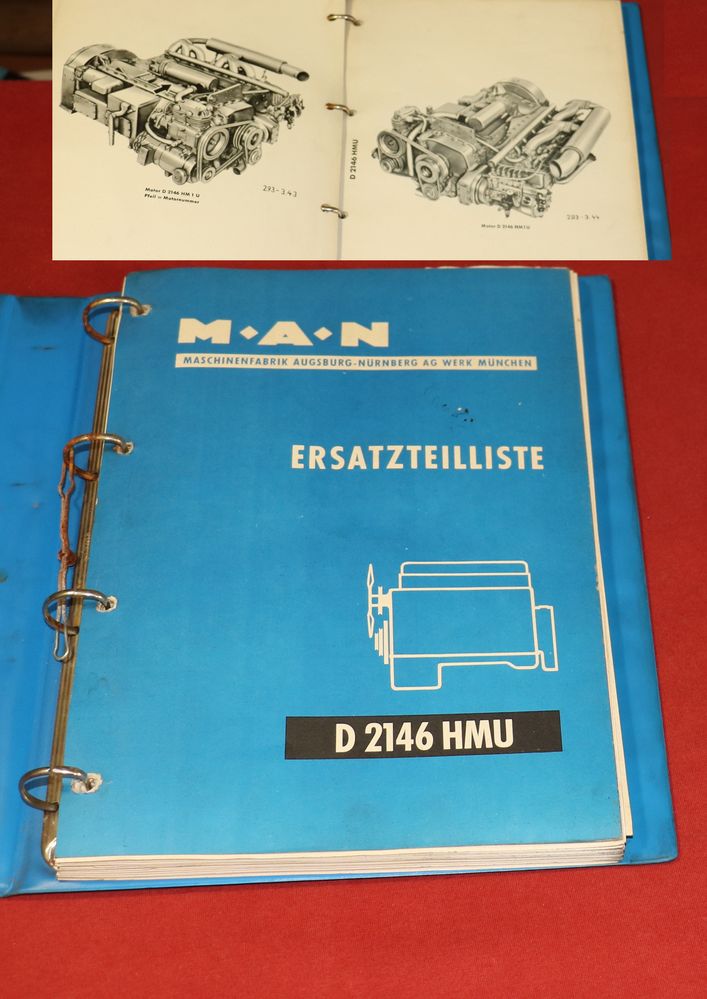 Motor D 2146 HM 1 U
Pfeil = Motornummer
293-3.43
D 2146 HMU
Motor D 2146 HM1U
293-3.44
M·A·N
MASCHINENFABRIK AUGSBURG-NÜRNBERG AG WERK MÜNCHEN
ERSATZTEILLISTE
D 2146 HMU